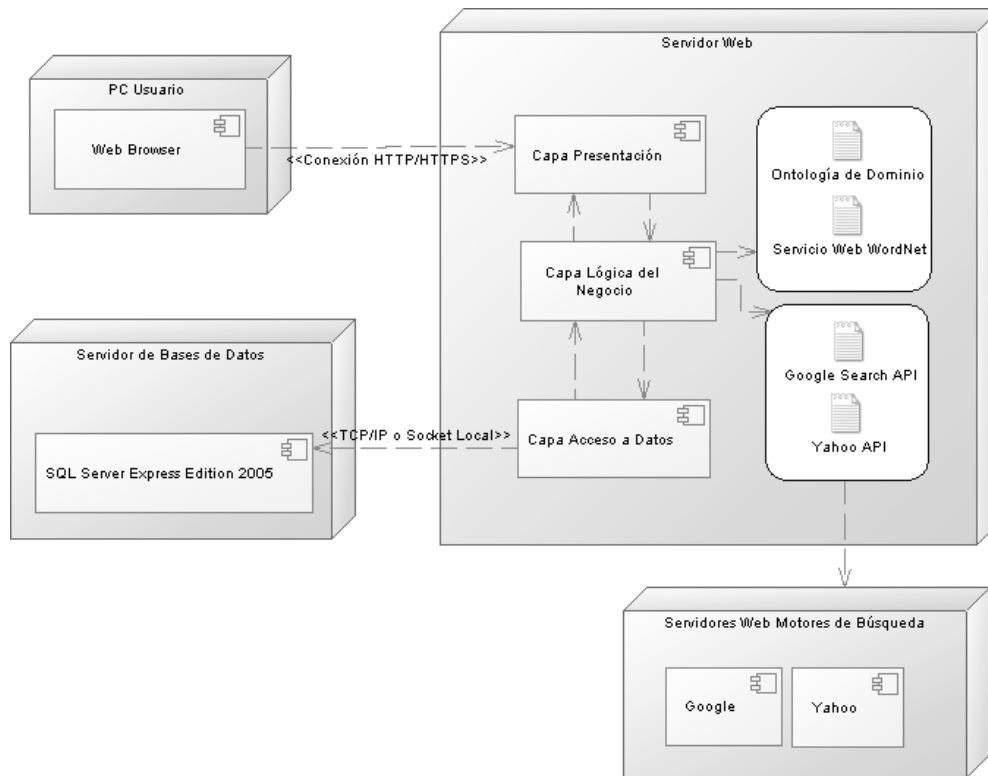 Servidor Web
PC Usuario
Web Browser
<<Conexión HTTP/HTTPS>>
Capa Presentación
Ontología de Dominio
Servicio Web WordNet
Capa Lógica del
Negocio
Google Search API
Yahoo API
Servidor de Bases de Datos
<<TCP/IP o Socket Local>>
Capa Acceso a Datos
SQL Server Express Edition 2005
Servidores Web Motores de Búsqueda
Google
Yahoo